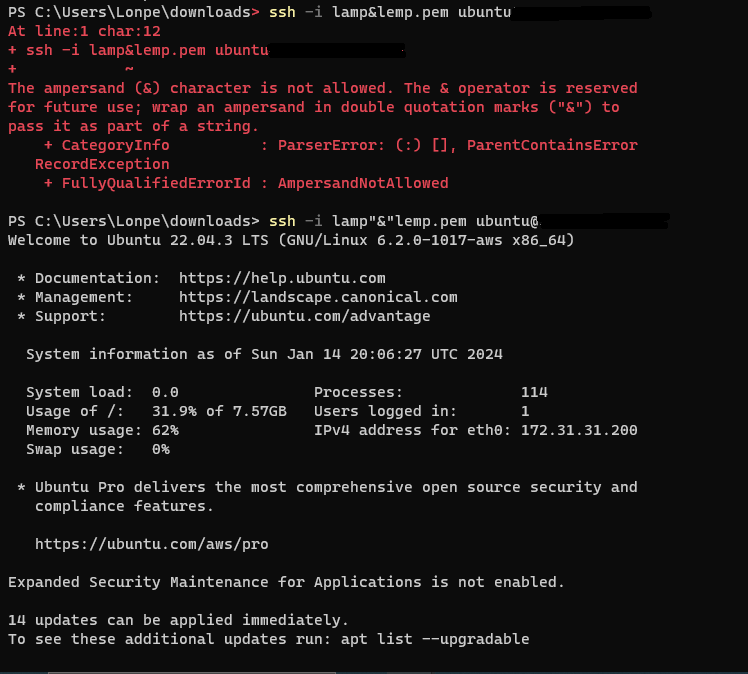 PS C:\Users\Lonpe\downloads> ssh -i lamp&lemp.pem ubuntu
At line:1 char:12
+ ssh -i lamp&lemp.pem ubuntu
+            ~
The ampersand (&) character is not allowed. The & operator is reserved
for future use; wrap an ampersand in double quotation marks ("&") to
pass it as part of a string.
    + CategoryInfo          : ParserError: (:) [], ParentContainsError
   RecordException
    + FullyQualifiedErrorId : AmpersandNotAllowed

PS C:\Users\Lonpe\downloads> ssh -i lamp"&"lemp.pem ubuntu@
Welcome to Ubuntu 22.04.3 LTS (GNU/Linux 6.2.0-1017-aws x86_64)

 * Documentation:  https://help.ubuntu.com
 * Management:     https://landscape.canonical.com
 * Support:        https://ubuntu.com/advantage

  System information as of Sun Jan 14 20:06:27 UTC 2024

  System load:  0.0               Processes:             114
  Usage of /:   31.9% of 7.57GB   Users logged in:       1
  Memory usage: 62%               IPv4 address for eth0: 172.31.31.200
  Swap usage:   0%

 * Ubuntu Pro delivers the most comprehensive open source security and
   compliance features.

   https://ubuntu.com/aws/pro

Expanded Security Maintenance for Applications is not enabled.

14 updates can be applied immediately.
To see these additional updates run: apt list --upgradable